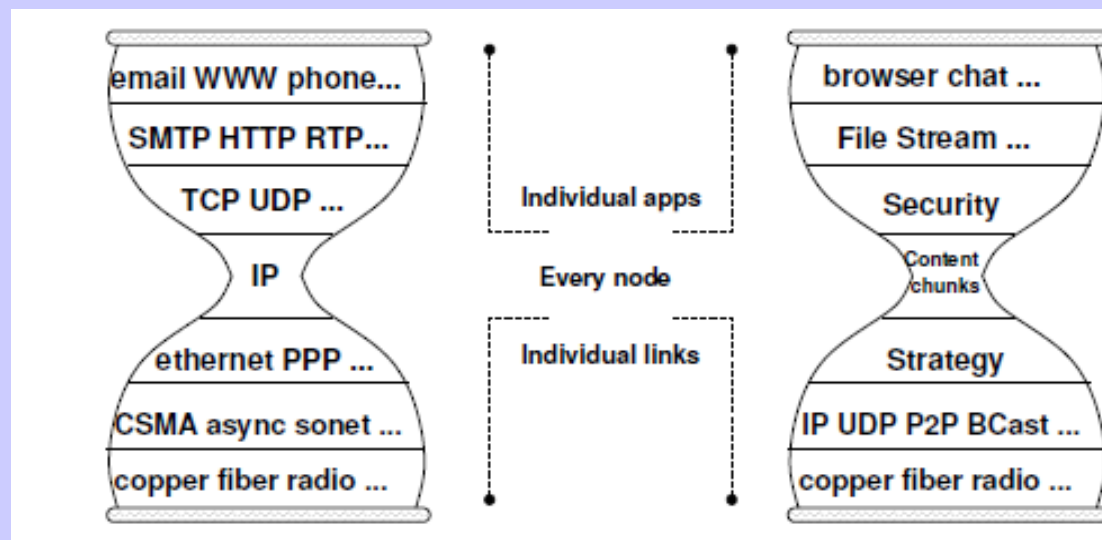 email WWW phone...
SMTP HTTP RTP...
TCP UDP ...
IP
ethernet PPP ...
CSMA async sonet ...
copper fiber radio ...
Individual apps
Every node
Individual links
browser chat ...
File Stream ...
Security
Content
chunks
Strategy
IP UDP P2P BCast ...
copper fiber radio ...